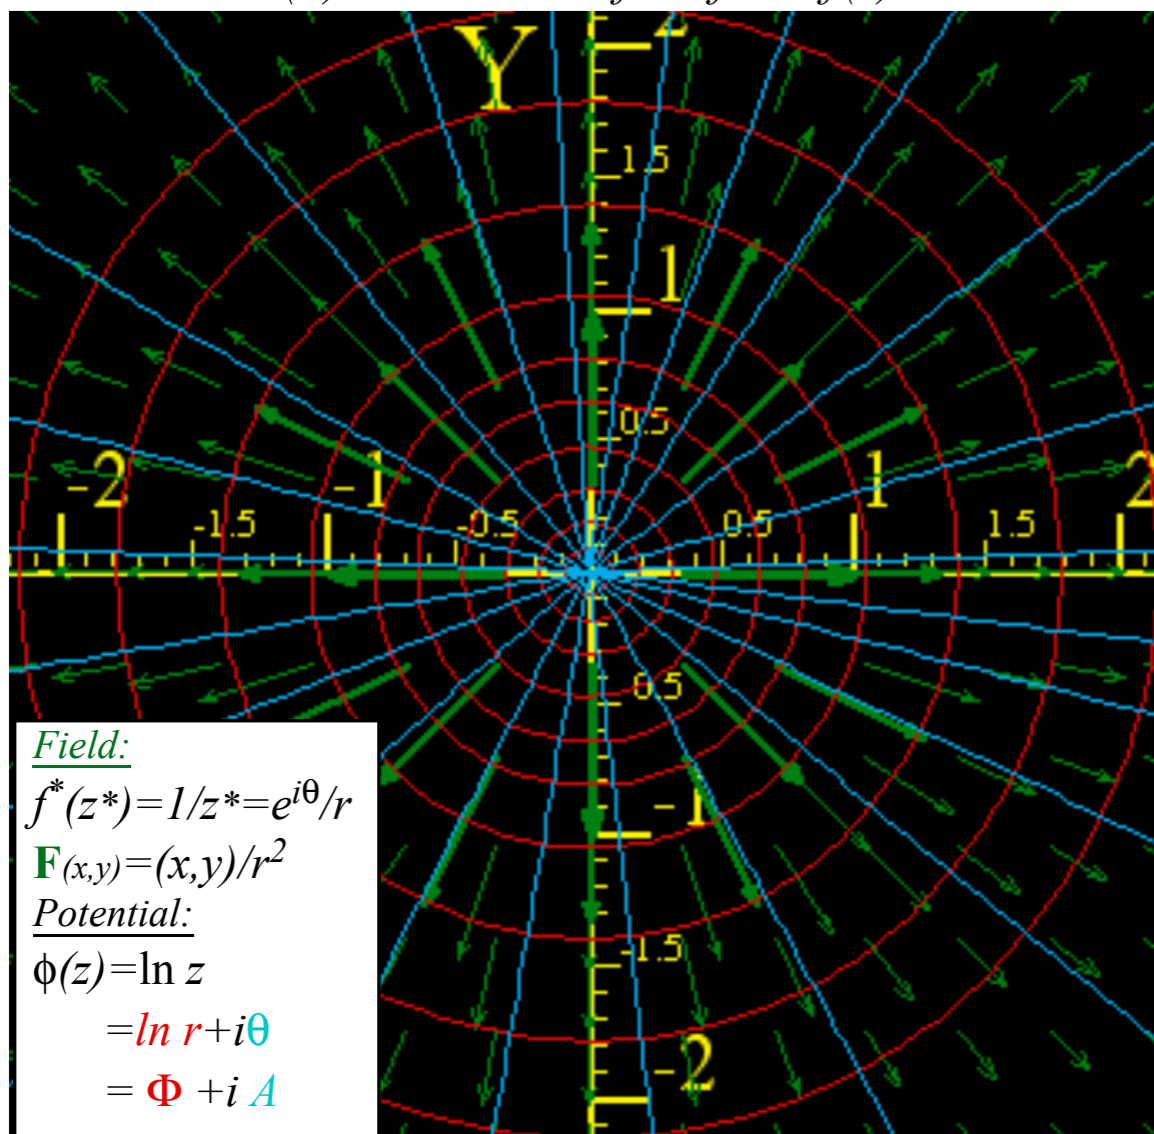 Y
2
1.5
1
0.5
-2
-1.5
-1
-0.5
0.5
1
1.5
2
0.5
-1
-1.5
-2
Field:
f*(z*)=1/z*=e^{iθ}/r
F(x,y)=(x,y)/r²
Potential:
ϕ(z)=ln z
=ln r+iθ
= Φ +i A